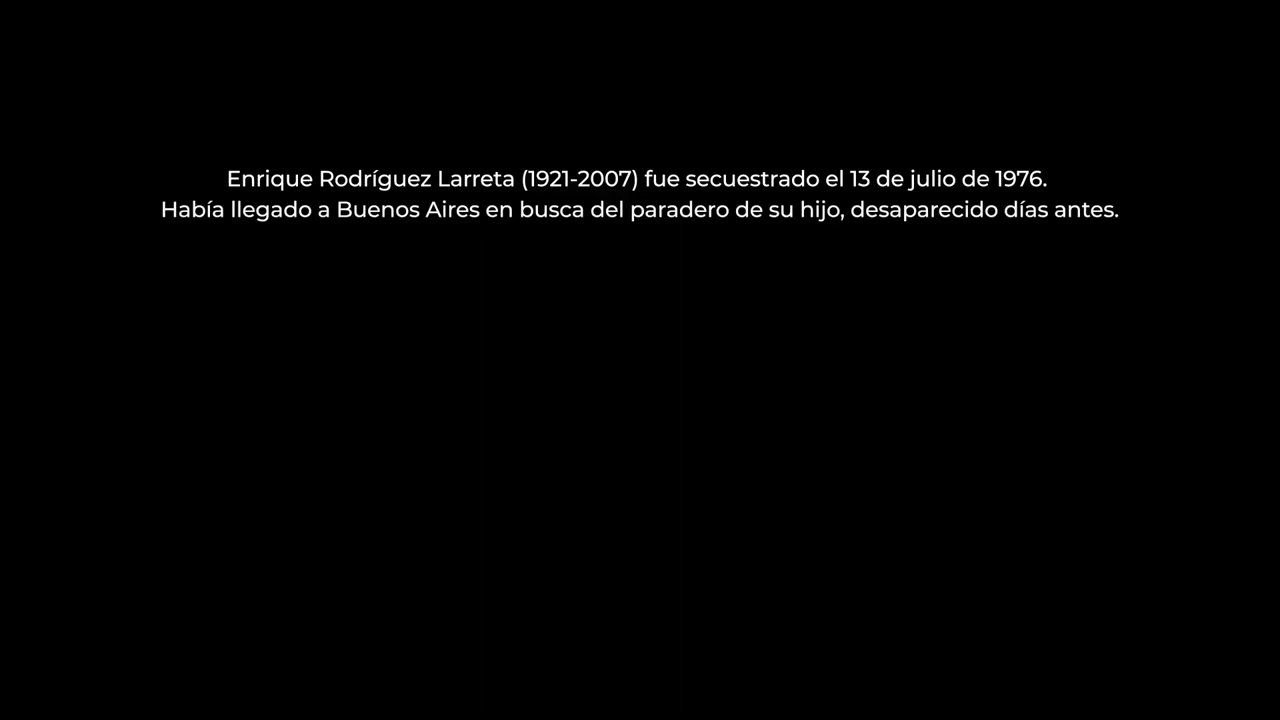 Enrique Rodríguez Larreta (1921-2007) fue secuestrado el 13 de julio de 1976.
Había llegado a Buenos Aires en busca del paradero de su hijo, desaparecido días antes.